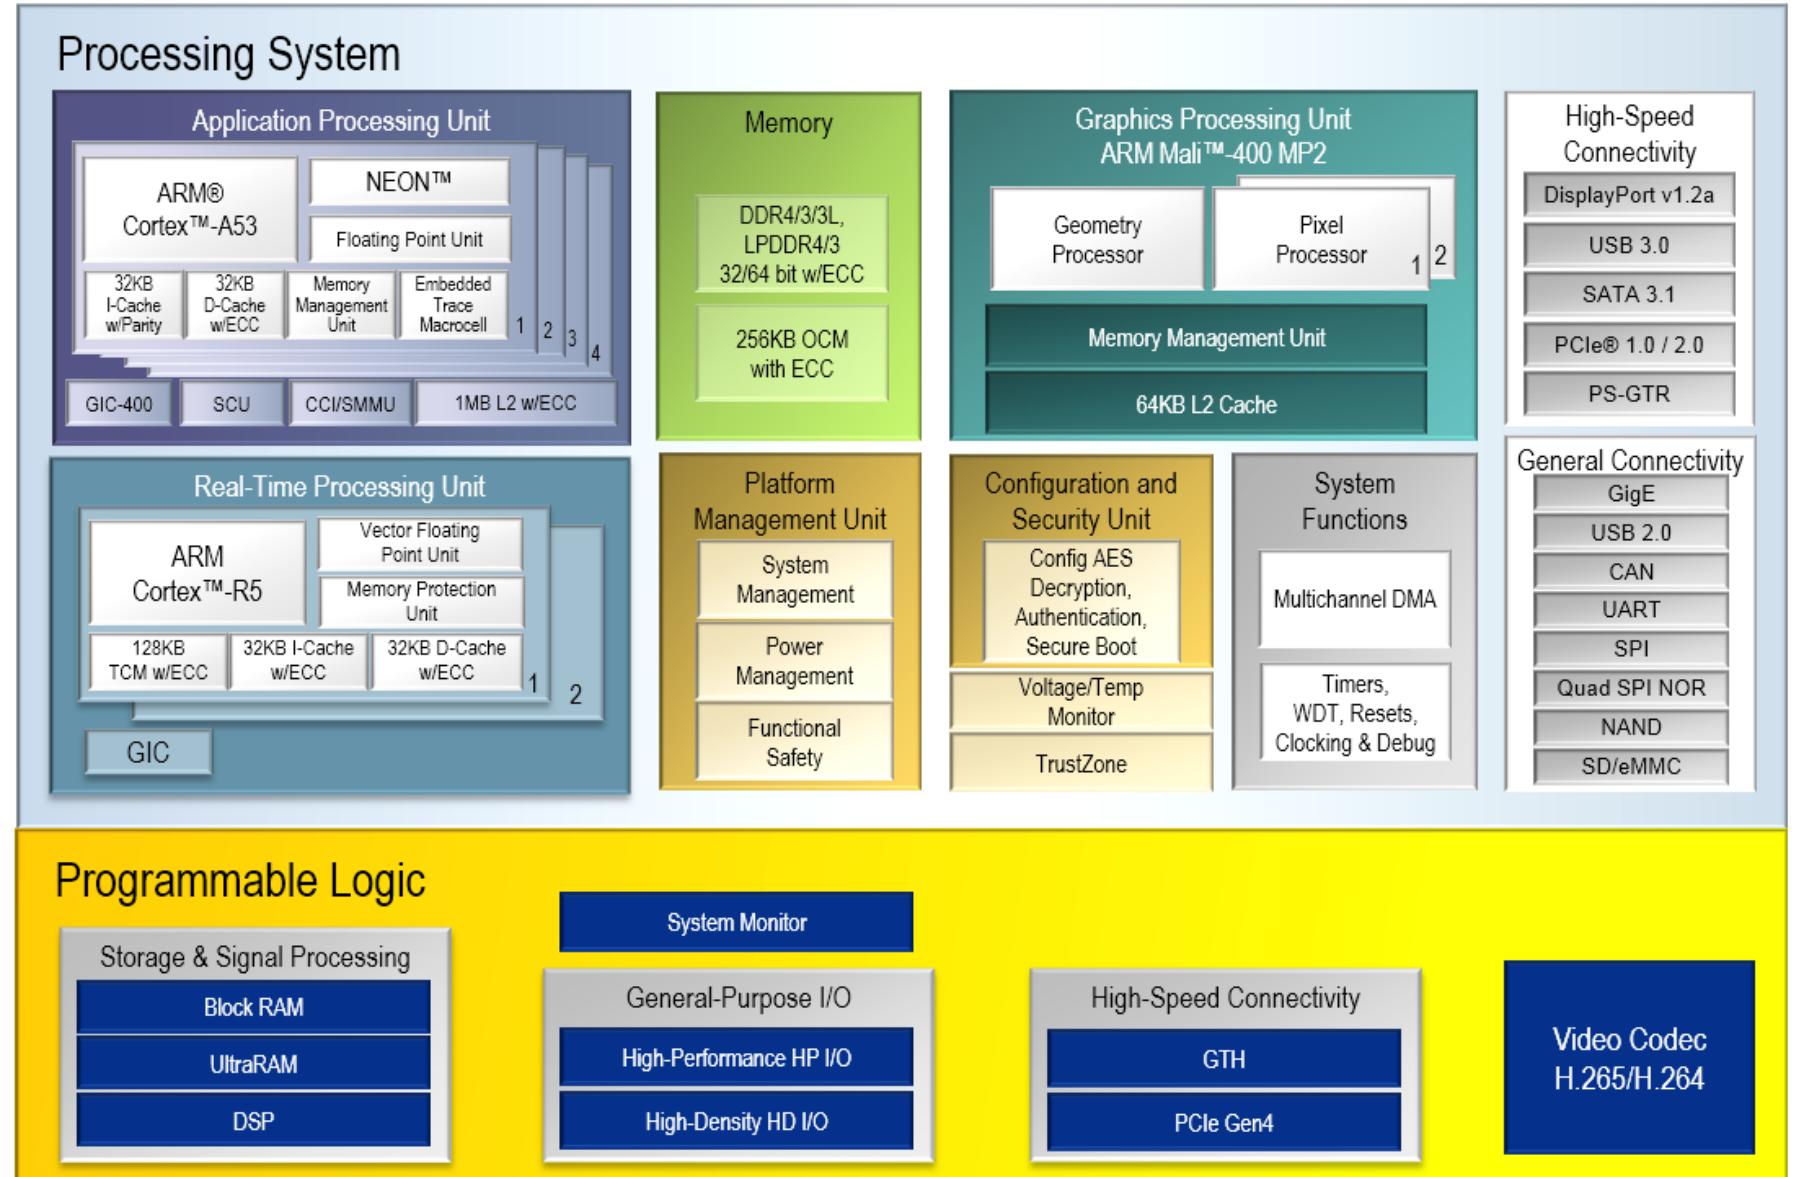 Processing System
Application Processing Unit
ARM®
Cortex™-A53
NEON™
Floating Point Unit
32KB
I-Cache
w/Parity
32KB
D-Cache
w/ECC
Memory
Management
Unit
Embedded
Trace
Macrocell
1
2
3
4
GIC-400
SCU
CCI/SMMU
1MB L2 w/ECC
Memory
DDR4/3/3L,
LPDDR4/3
32/64 bit w/ECC
256KB OCM
with ECC
Graphics Processing Unit
ARM Mali™-400 MP2
Geometry
Processor
Pixel
Processor
1
2
Memory Management Unit
64KB L2 Cache
High-Speed
Connectivity
DisplayPort v1.2a
USB 3.0
SATA 3.1
PCIe® 1.0 / 2.0
PS-GTR
Real-Time Processing Unit
ARM
Cortex™-R5
Vector Floating
Point Unit
Memory Protection
Unit
128KB
TCM w/ECC
32KB I-Cache
w/ECC
32KB D-Cache
w/ECC
1
2
GIC
Platform
Management Unit
System
Management
Power
Management
Functional
Safety
Configuration and
Security Unit
Config AES
Decryption,
Authentication,
Secure Boot
Voltage/Temp
Monitor
TrustZone
System
Functions
Multichannel DMA
Timers,
WDT, Resets,
Clocking & Debug
General Connectivity
GigE
USB 2.0
CAN
UART
SPI
Quad SPI NOR
NAND
SD/eMMC
Programmable Logic
Storage & Signal Processing
Block RAM
UltraRAM
DSP
System Monitor
General-Purpose I/O
High-Performance HP I/O
High-Density HD I/O
High-Speed Connectivity
GTH
PCIe Gen4
Video Codec
H.265/H.264